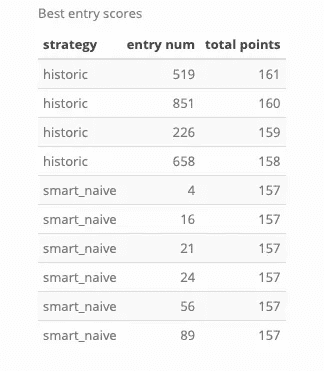 Best entry scores
strategy entry num total points
historic 519 161
historic 851 160
historic 226 159
historic 658 158
smart_naive 4 157
smart_naive 16 157
smart_naive 21 157
smart_naive 24 157
smart_naive 56 157
smart_naive 89 157